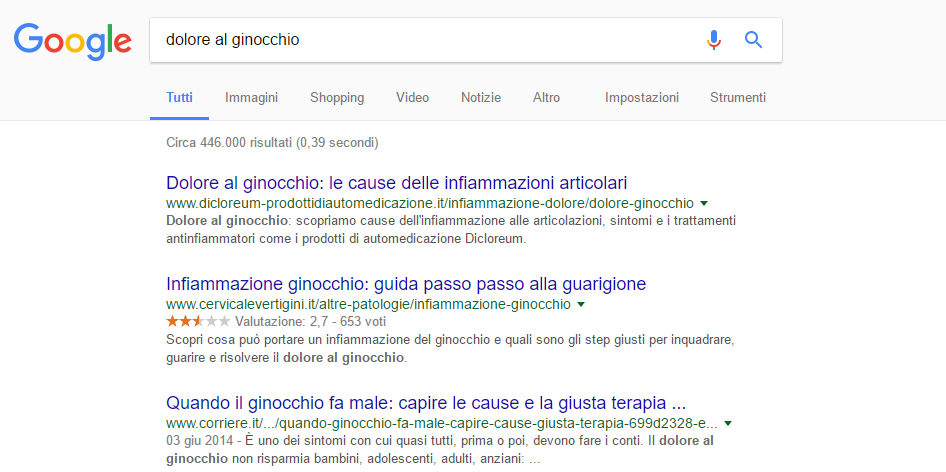 Google
dolore al ginocchio
Tutti Immagini Shopping Video Notizie Altro Impostazioni Strumenti
Circa 446.000 risultati (0,39 secondi)
Dolore al ginocchio: le cause delle infiammazioni articolari
www.dicloreum-prodottidiautomedicazione.it/infiammazione-dolore/dolore-ginocchio
Dolore al ginocchio: scopriamo cause dell'infiammazione alle articolazioni, sintomi e i trattamenti
antinfiammatori come i prodotti di automedicazione Dicloreum.
Infiammazione ginocchio: guida passo passo alla guarigione
www.cervicalevertigini.it/altre-patologie/infiammazione-ginocchio
Valutazione: 2,7 - 653 voti
Scopri cosa può portare un infiammazione del ginocchio e quali sono gli step giusti per inquadrare,
guarire e risolvere il dolore al ginocchio.
Quando il ginocchio fa male: capire le cause e la giusta terapia ...
www.corriere.it/.../quando-ginocchio-fa-male-capire-cause-giusta-terapia-699d2328-e...
03 giu 2014 - È uno dei sintomi con cui quasi tutti, prima o poi, devono fare i conti. Il dolore al
ginocchio non risparmia bambini, adolescenti, adulti, anziani: ...